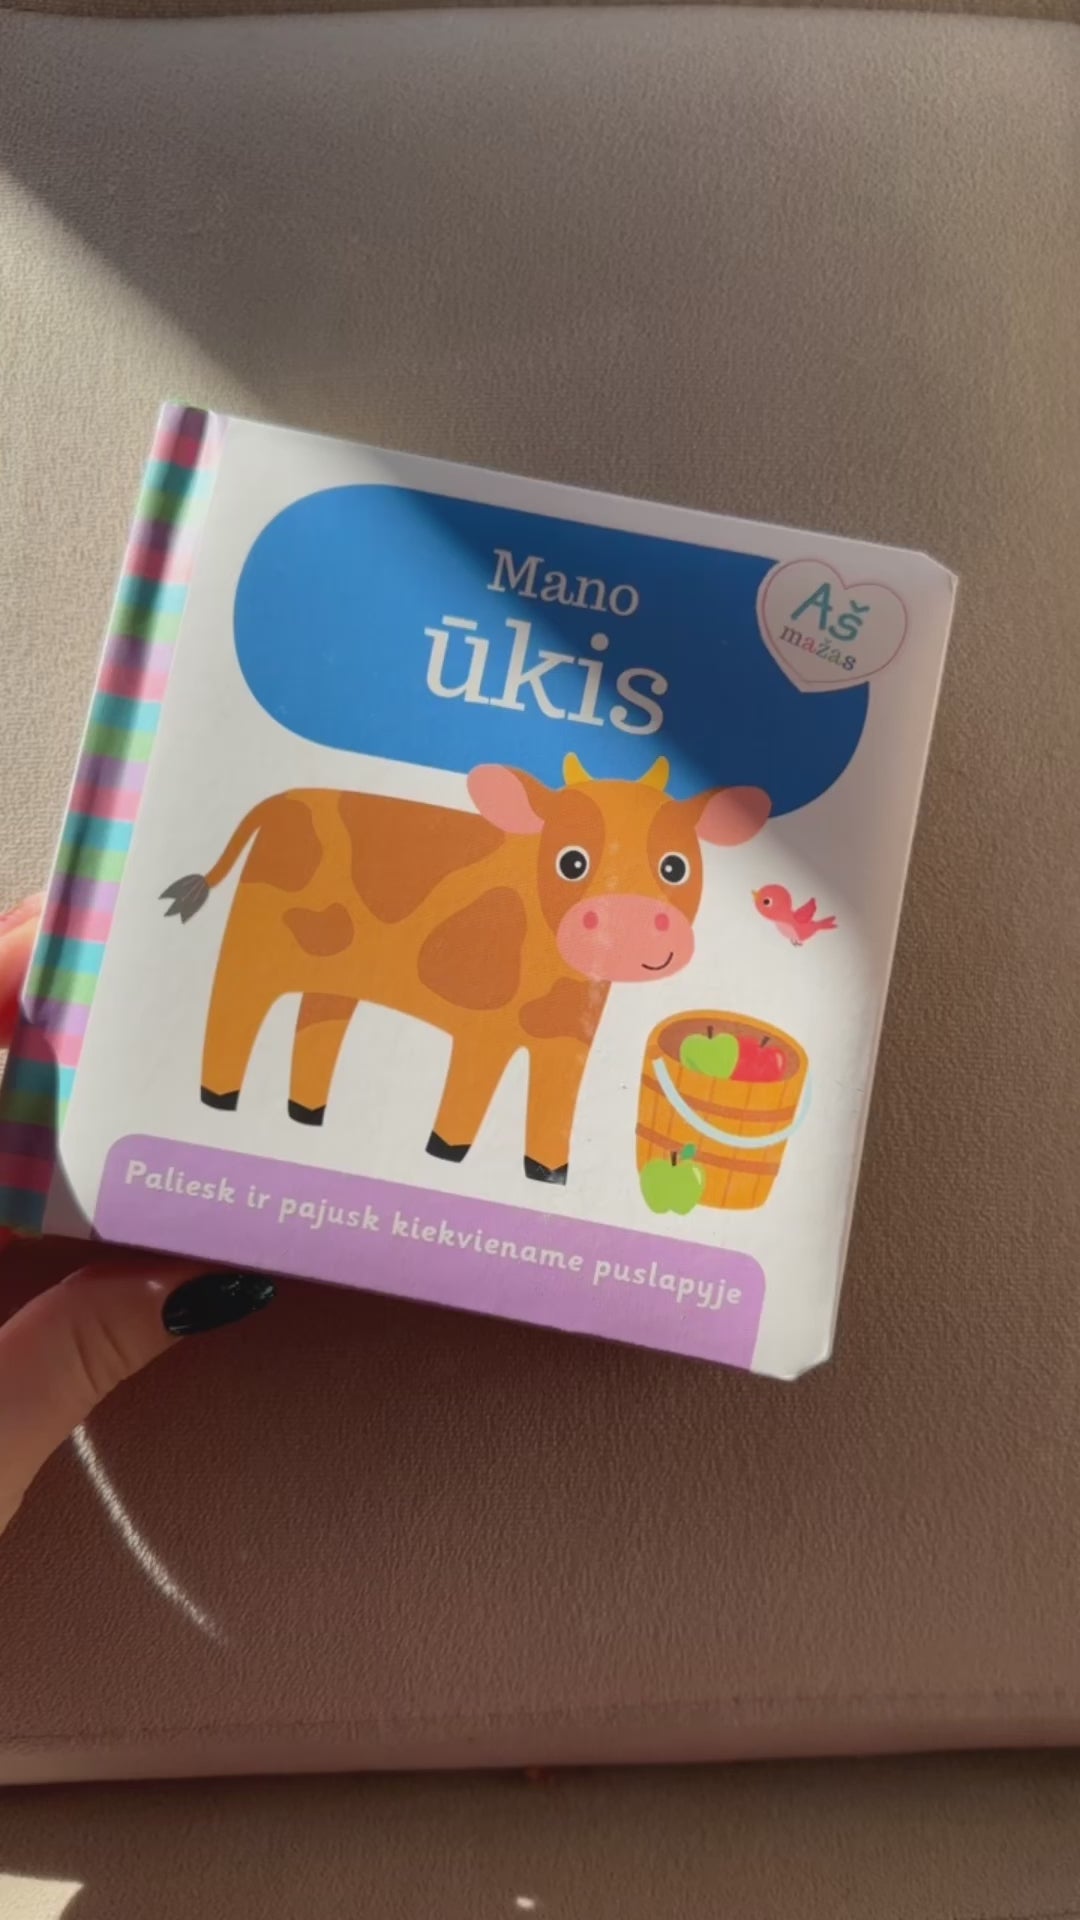 Mano
ūkis
Aš
mažas
Paliesk ir pajusk kiekviename puslapyje